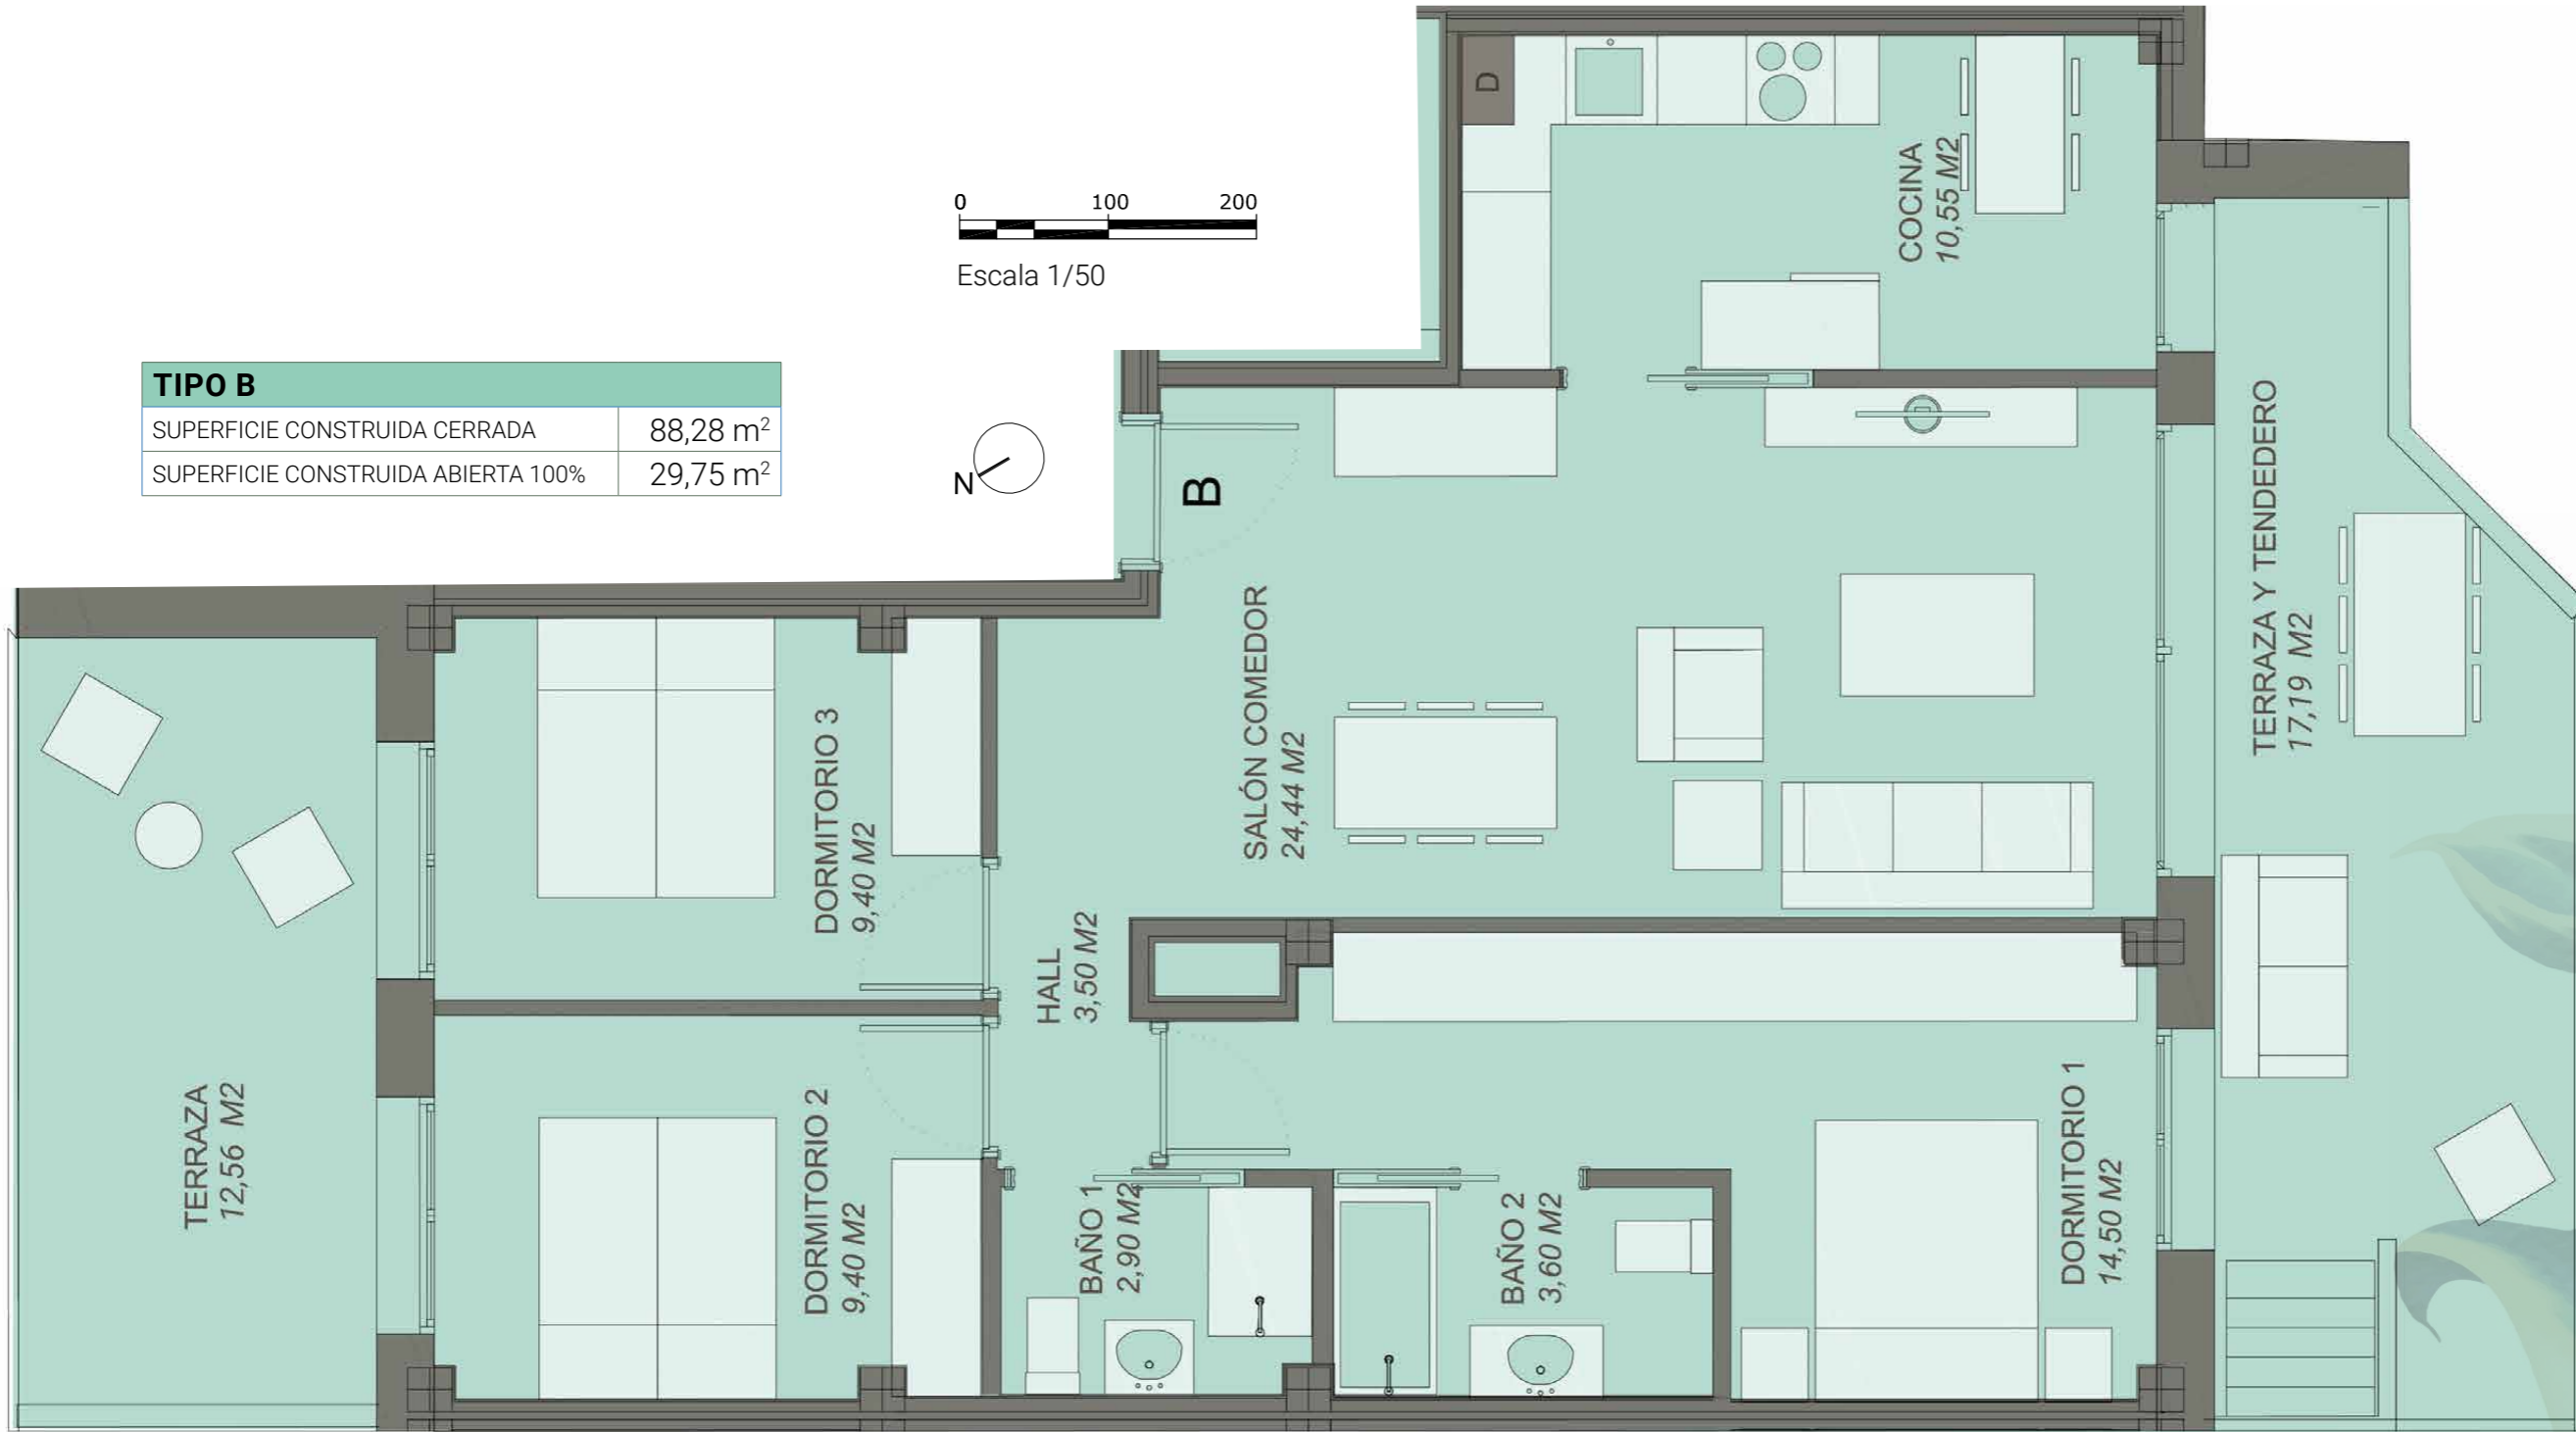 0 100 200
Escala 1/50
TIPO B
SUPERFICIE CONSTRUIDA CERRADA 88,28 m²
SUPERFICIE CONSTRUIDA ABIERTA 100% 29,75 m²
N
B
D
COCINA
10,55 M2
TERRAZA Y TENDEDERO
17,19 M2
SALÓN COMEDOR
24,44 M2
DORMITORIO 3
9,40 M2
HALL
3,50 M2
TERRAZA
12,56 M2
DORMITORIO 2
9,40 M2
BAÑO 1
2,90 M2
BAÑO 2
3,60 M2
DORMITORIO 1
14,50 M2